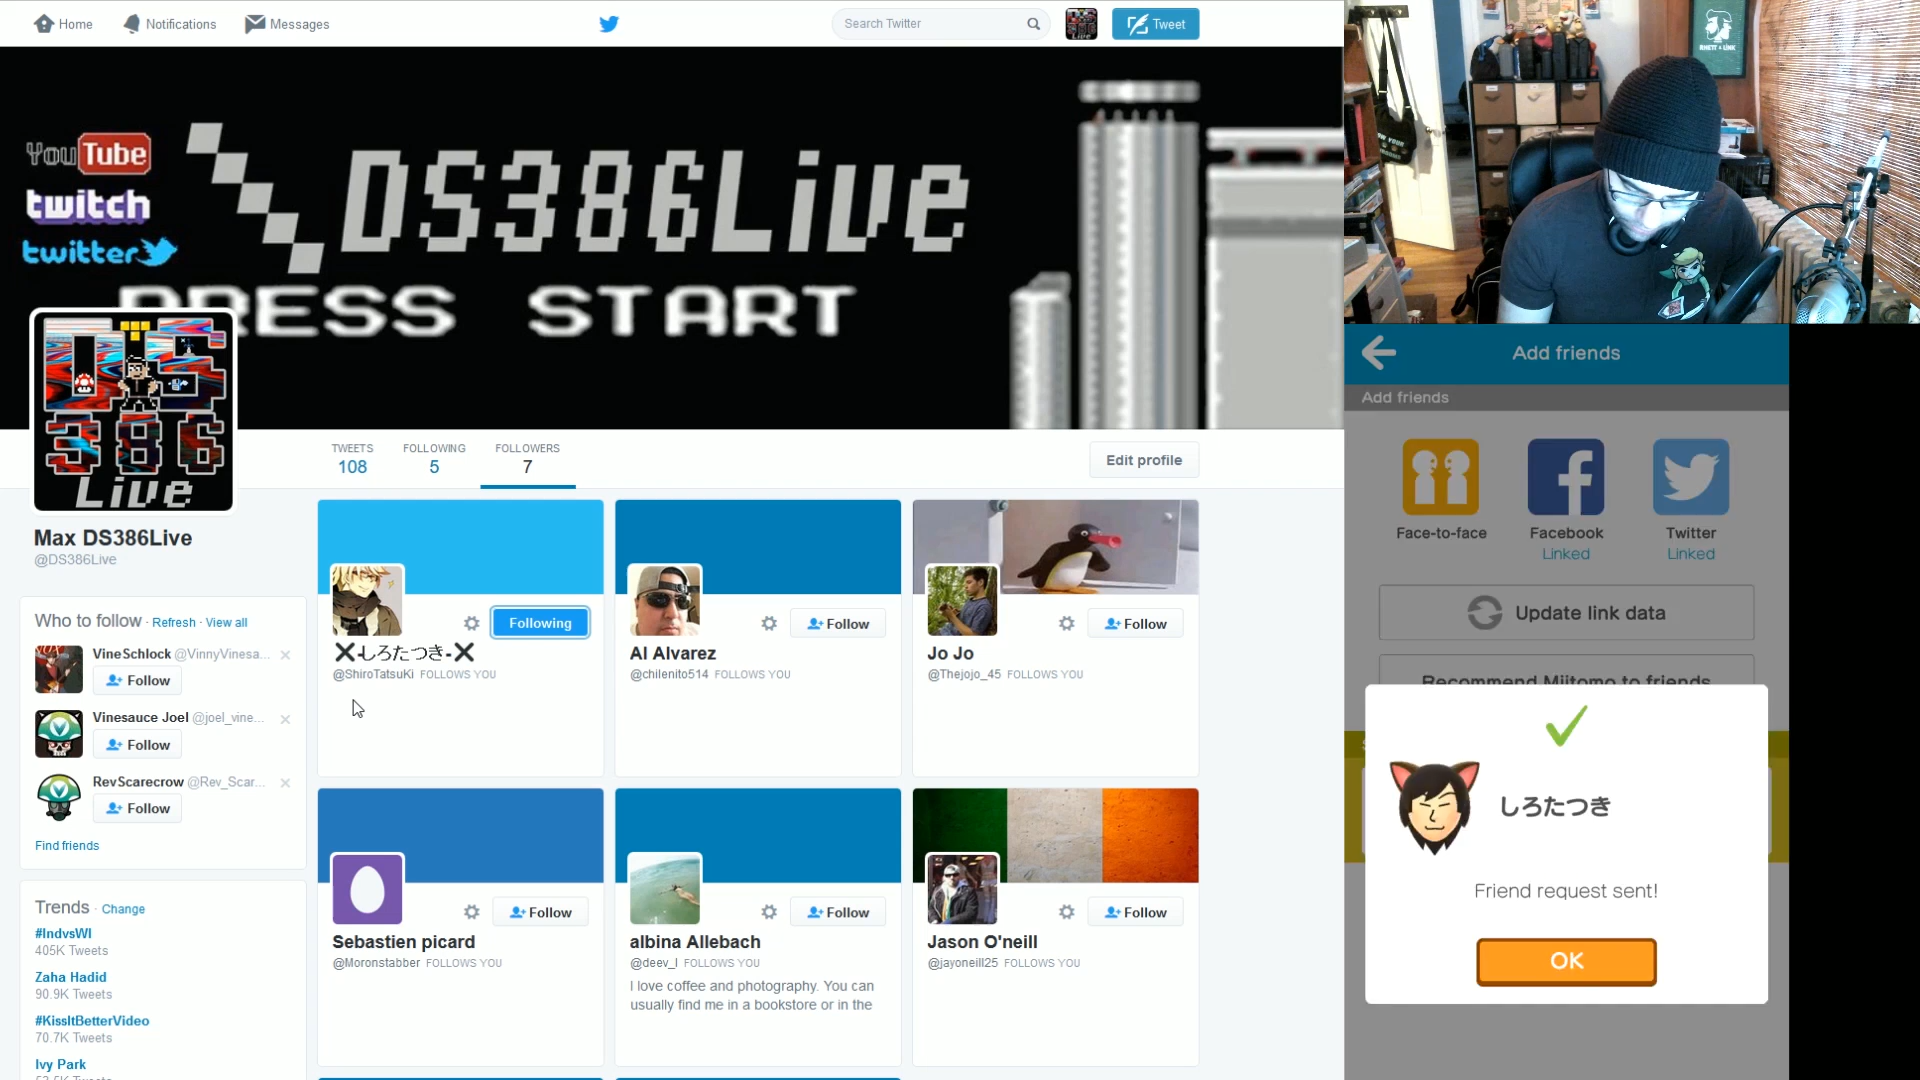 Home
Notifications
Messages
Search Twitter
Tweet
YouTube
twitch
twitter
DS386Live
PRESS START
DS
386
Live
TWEETS
108
FOLLOWING
5
FOLLOWERS
7
Edit profile
Max DS386Live
@DS386Live
Who to follow · Refresh · View all
VineSchlock @VinnyVinesa...
Follow
Vinesauce Joel @joel_vine...
Follow
RevScarecrow @Rev_Scar...
Follow
Find friends
Trends · Change
#IndvsWI
405K Tweets
Zaha Hadid
90.9K Tweets
#KissItBetterVideo
70.7K Tweets
Ivy Park
Following
❌-しろたつき-❌
@ShiroTatsuKi FOLLOWS YOU
Follow
Al Alvarez
@chilenito514 FOLLOWS YOU
Follow
Jo Jo
@Thejojo_45 FOLLOWS YOU
Follow
Sebastien picard
@Moronstabber FOLLOWS YOU
Follow
albina Allebach
@deev_l FOLLOWS YOU
I love coffee and photography. You can
usually find me in a bookstore or in the
Follow
Jason O'neill
@jayoneill25 FOLLOWS YOU
RHETT & LINK
Add friends
Add friends
Face-to-face
Facebook
Linked
Twitter
Linked
Update link data
Recommend Miitomo to friends
しろたつき
Friend request sent!
OK